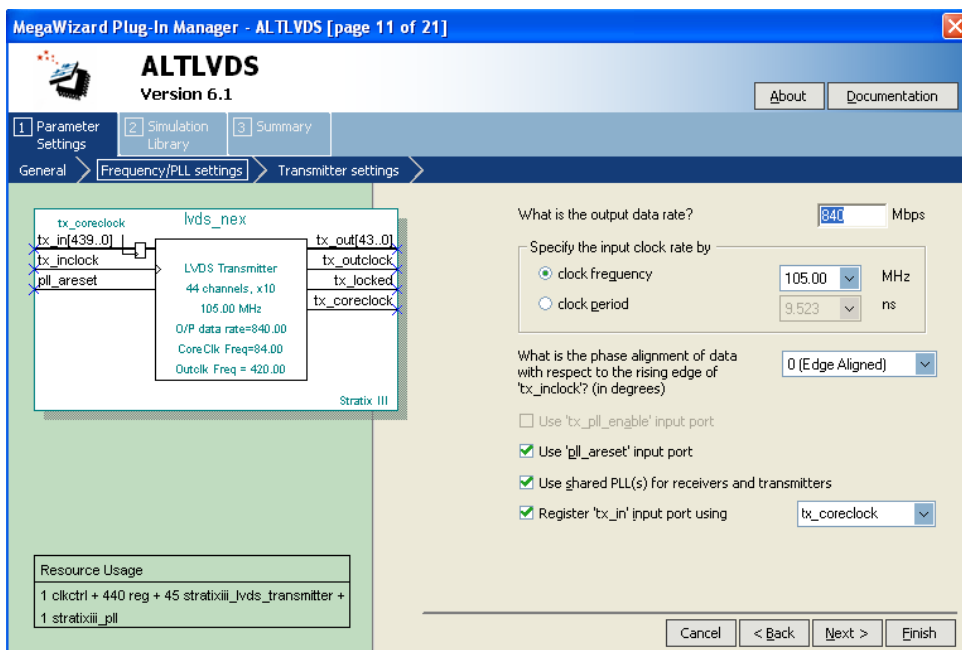 MegaWizard Plug-In Manager - ALTLVDS [page 11 of 21]
ALTLVDS
Version 6.1
About
Documentation
1 Parameter Settings
2 Simulation Library
3 Summary
General
Frequency/PLL settings
Transmitter settings
lvds_nex
tx_coreclock
tx_in[439..0]
tx_inclock
pll_areset
tx_out[43..0]
tx_outclock
tx_locked
tx_coreclock
LVDS Transmitter
44 channels, x10
105.00 MHz
O/P data rate=840.00
CoreClk Freq=84.00
Outclk Freq = 420.00
Stratix III
Resource Usage
1 clkctrl + 440 reg + 45 stratixiii_lvds_transmitter +
1 stratixiii_pll
What is the output data rate? 840 Mbps
Specify the input clock rate by
clock frequency 105.00 MHz
clock period 9.523 ns
What is the phase alignment of data
with respect to the rising edge of
'tx_inclock'? (in degrees)
0 (Edge Aligned)
Use 'tx_pll_enable' input port
Use 'pll_areset' input port
Use shared PLL(s) for receivers and transmitters
Register 'tx_in' input port using tx_coreclock
Cancel
< Back
Next >
Finish